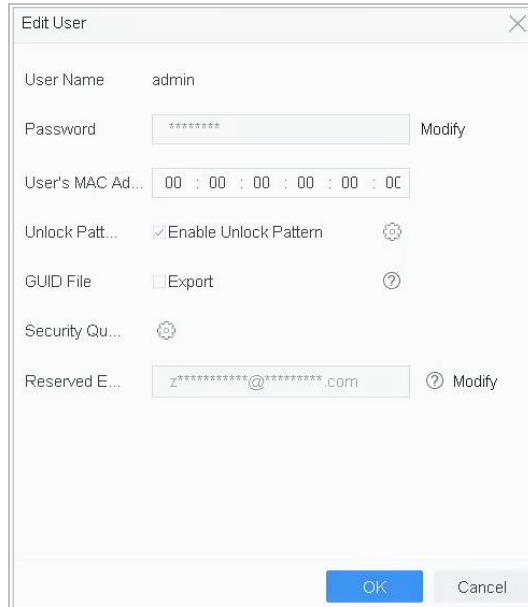 Edit User
User Name admin
Password ******** Modify
User's MAC Ad... 00 : 00 : 00 : 00 : 00 : 0C
Unlock Patt... Enable Unlock Pattern
GUID File Export
Security Qu...
Reserved E... z***********@*********.com Modify
OK Cancel